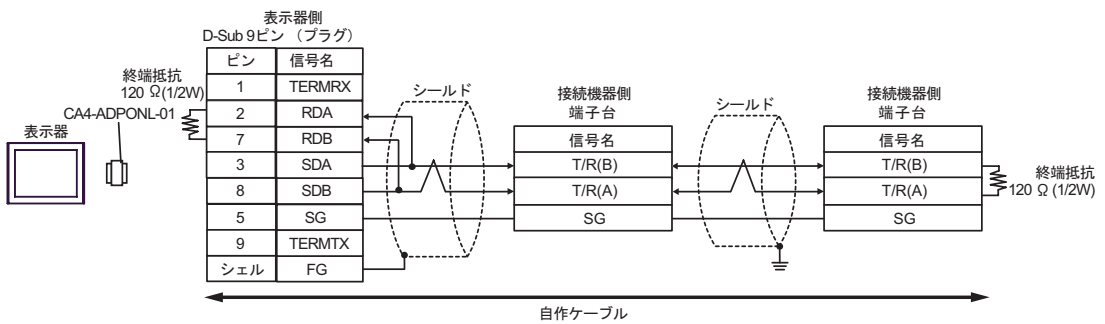 表示器側
D-Sub 9ピン （プラグ）
ピン 信号名
1 TERMRX
2 RDA
7 RDB
3 SDA
8 SDB
5 SG
9 TERMTX
シェル FG
終端抵抗
120 Ω(1/2W)
CA4-ADPONL-01
表示器
シールド
接続機器側
端子台
信号名
T/R(B)
T/R(A)
SG
シールド
接続機器側
端子台
信号名
T/R(B)
T/R(A)
SG
終端抵抗
120 Ω (1/2W)
自作ケーブル